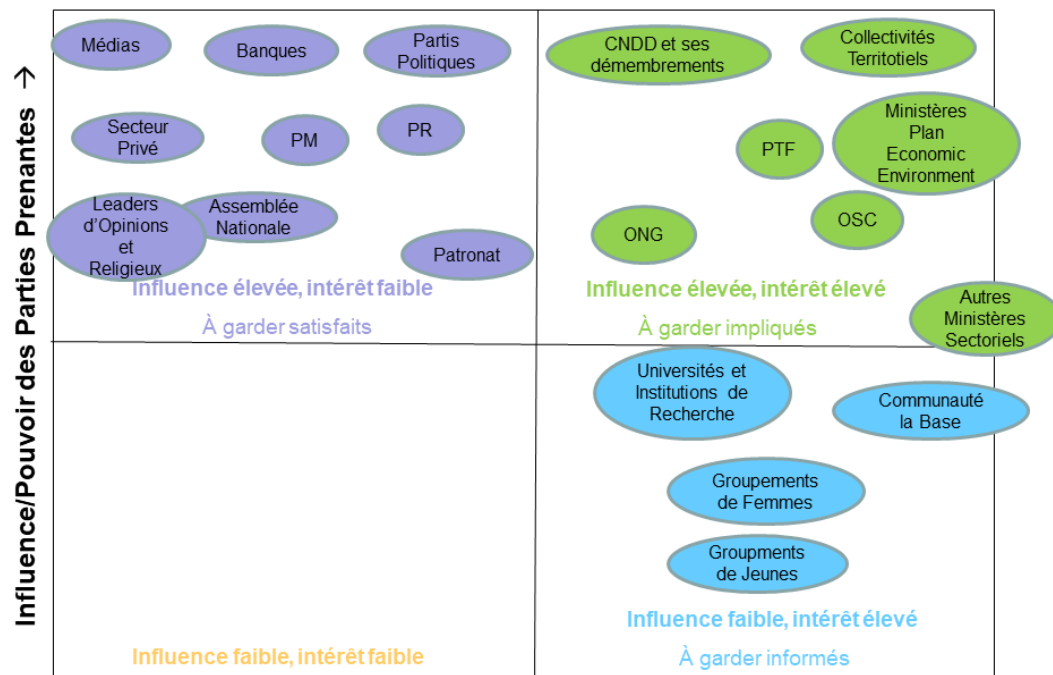 Influence/Pouvoir des Parties Prenantes →
Médias
Banques
Partis
Politiques
Secteur
Privé
PM
PR
Leaders
d'Opinions
et
Religieux
Assemblée
Nationale
Patronat
Influence élevée, intérêt faible
À garder satisfaits
CNDD et ses
démembrements
Collectivités
Territotiels
PTF
Ministères
Plan
Economic
Environment
ONG
OSC
Influence élevée, intérêt élevé
À garder impliqués
Autres
Ministères
Sectoriels
Influence faible, intérêt faible
Universités et
Institutions de
Recherche
Communauté
la Base
Groupements
de Femmes
Groupments
de Jeunes
Influence faible, intérêt élevé
À garder informés